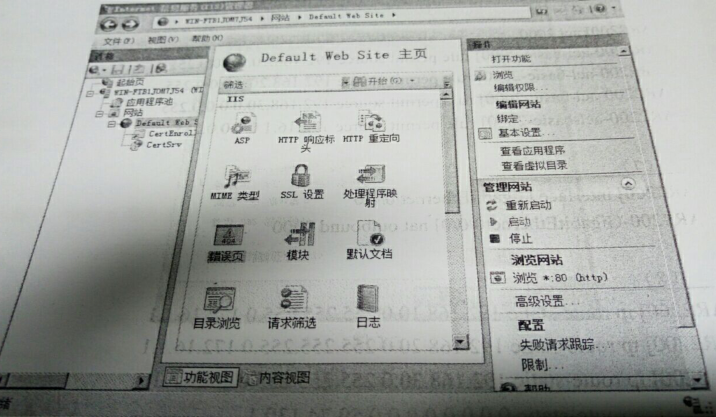 Internet 信息服务(IIS)管理器
WIN-FTB1JOM7J54 ▸ 网站 ▸ Default Web Site ▸
文件(F) 视图(V) 帮助(H)
起始页
WIN-FTB1JOM7J54 (WI
应用程序池
网站
Default Web S
CertEnrol
CertSrv
Default Web Site 主页
筛选
开始(G)
IIS
ASP
HTTP 响应标头
HTTP 重定向
MIME 类型
SSL 设置
处理程序映射
错误页
模块
默认文档
目录浏览
请求筛选
日志
功能视图
内容视图
操作
打开功能
浏览
编辑权限...
编辑网站
绑定...
基本设置...
查看应用程序
查看虚拟目录
管理网站
重新启动
启动
停止
浏览网站
浏览 *:80 (http)
高级设置...
配置
失败请求跟踪...
限制...
帮助